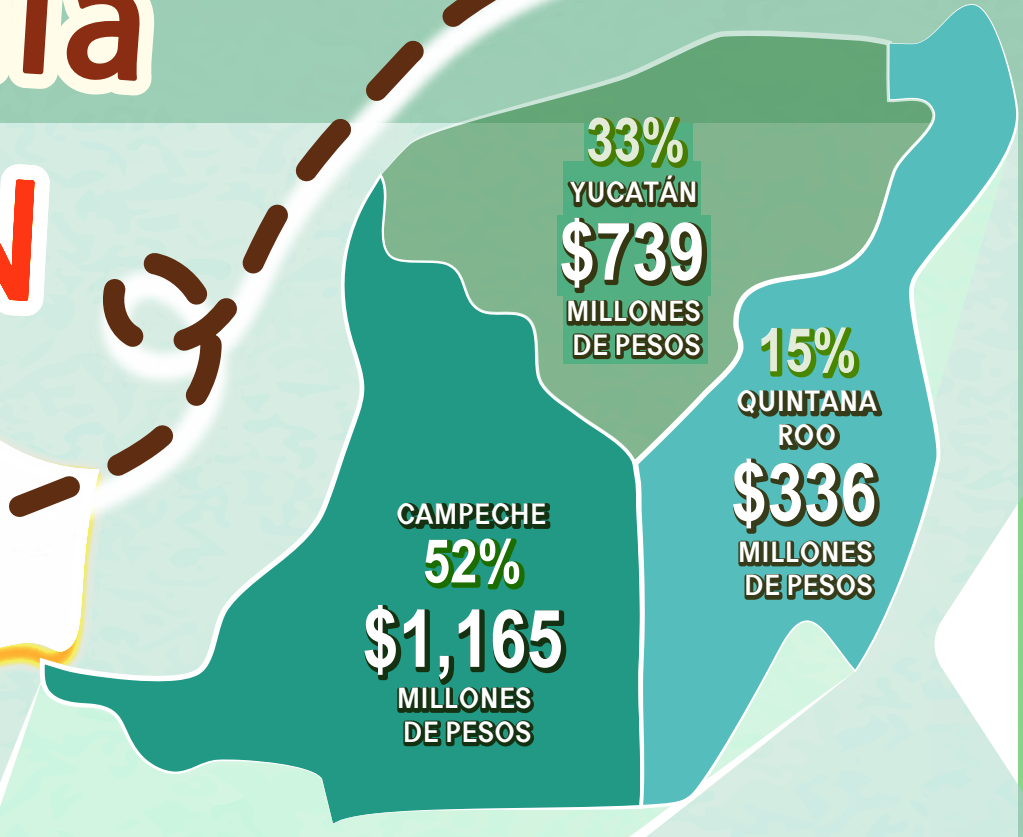 33%
YUCATÁN
$739
MILLONES
DE PESOS
15%
QUINTANA
ROO
$336
MILLONES
DE PESOS
CAMPECHE
52%
$1,165
MILLONES
DE PESOS